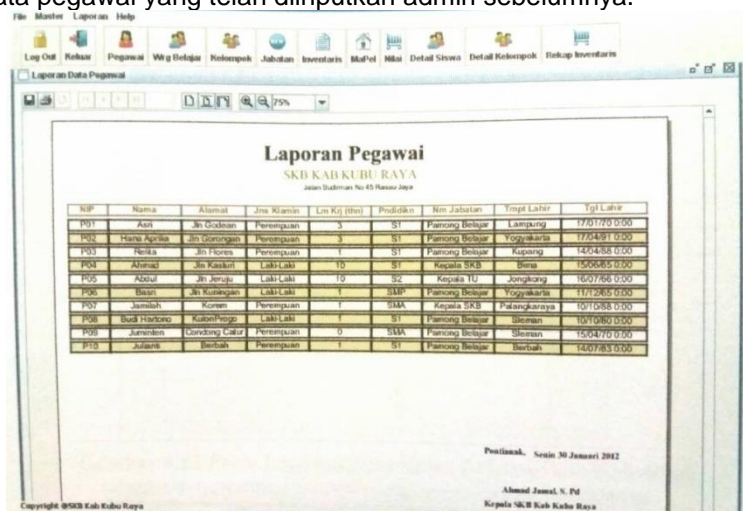 ata pegawai yang telah diinputkan admin sebelumnya.
File Master Laporan Help
Log Out Keluar Pegawai Wrg Belajar Kelompok Jabatan Inventaris MaPel Nilai Detail Siswa Detail Kelompok Rekap Inventaris
Laporan Data Pegawai
75%
Laporan Pegawai
SKB KAB KUBU RAYA
Jalan Sudirman No 45 Rasau Jaya
NIP Nama Alamat Jns Klamin Lm Krj (thn) Pndidikn Nm Jabatan Tmpt Lahir Tgl Lahir
P01 Asri Jln Godean Perempuan 3 S1 Pamong Belajar Lampung 17/01/70 0:00
P02 Hana Aprilia Jln Gorongan Perempuan 3 S1 Pamong Belajar Yogyakarta 17/04/91 0:00
P03 Relika Jln Flores Perempuan 1 S1 Pamong Belajar Kupang 14/04/88 0:00
P04 Ahmad Jln Kasturi Laki-Laki 10 S1 Kepala SKB Bima 15/06/65 0:00
P05 Abdul Jln Jeruju Laki-Laki 10 S2 Kepala TU Jongkong 16/07/66 0:00
P06 Basri Jln Kuningan Laki-Laki 1 SMP Pamong Belajar Yogyakarta 11/12/65 0:00
P07 Jamilah Korem Perempuan 1 SMA Kepala SKB Palangkaraya 10/10/88 0:00
P08 Budi Hartono KulonProgo Laki-Laki 1 S1 Pamong Belajar Sleman 10/10/80 0:00
P09 Juminten Condong Catur Perempuan 0 SMA Pamong Belajar Sleman 15/04/70 0:00
P10 Julianti Berbah Perempuan 1 S1 Pamong Belajar Berbah 14/07/83 0:00
Pontianak, Senin 30 Januari 2012
Ahmad Jamal, S. Pd
Kepala SKB Kab Kubu Raya
Copyright @SKB Kab Kubu Raya